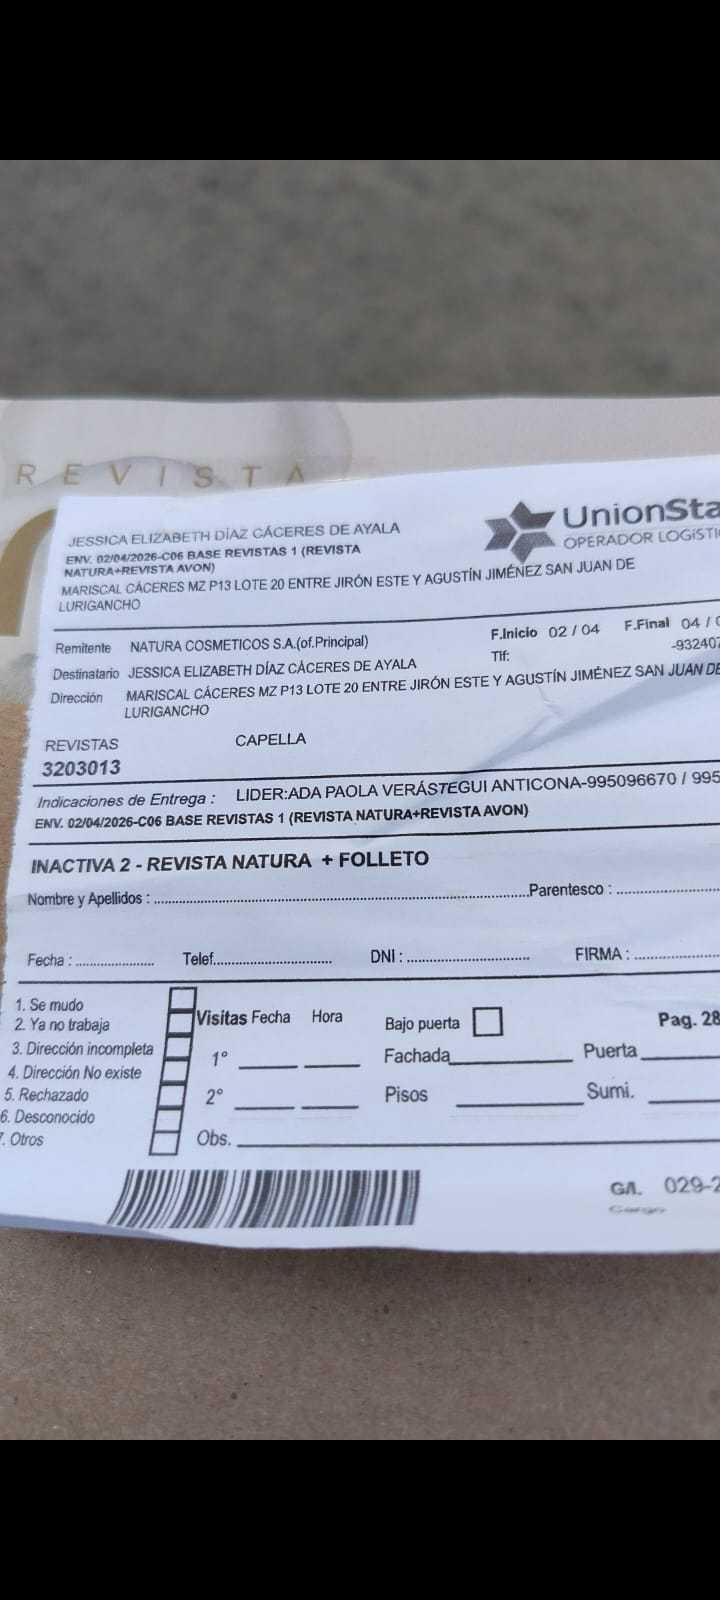 REVISTA
JESSICA ELIZABETH DÍAZ CÁCERES DE AYALA
ENV. 02/04/2026-C06 BASE REVISTAS 1 (REVISTA
NATURA+REVISTA AVON)
MARISCAL CÁCERES MZ P13 LOTE 20 ENTRE JIRÓN ESTE Y AGUSTÍN JIMÉNEZ SAN JUAN DE
LURIGANCHO
UnionSta
OPERADOR LOGíSTIC
Remitente NATURA COSMETICOS S.A.(of.Principal) F.Inicio 02 / 04 F.Final 04 /
Destinatario JESSICA ELIZABETH DÍAZ CÁCERES DE AYALA Tlf: -932407
Dirección MARISCAL CÁCERES MZ P13 LOTE 20 ENTRE JIRÓN ESTE Y AGUSTÍN JIMÉNEZ SAN JUAN DE
LURIGANCHO
REVISTAS CAPELLA
3203013
Indicaciones de Entrega : LIDER:ADA PAOLA VERÁSTEGUI ANTICONA-995096670 / 995
ENV. 02/04/2026-C06 BASE REVISTAS 1 (REVISTA NATURA+REVISTA AVON)
INACTIVA 2 - REVISTA NATURA + FOLLETO
Nombre y Apellidos : Parentesco :
Fecha : Telef. DNI : FIRMA :
1. Se mudo
2. Ya no trabaja
3. Dirección incompleta
4. Dirección No existe
5. Rechazado
6. Desconocido
7. Otros
Visitas Fecha Hora Bajo puerta Pag. 28
1° Fachada Puerta
2° Pisos Sumi.
Obs.
G/I. 029-2
Cargo